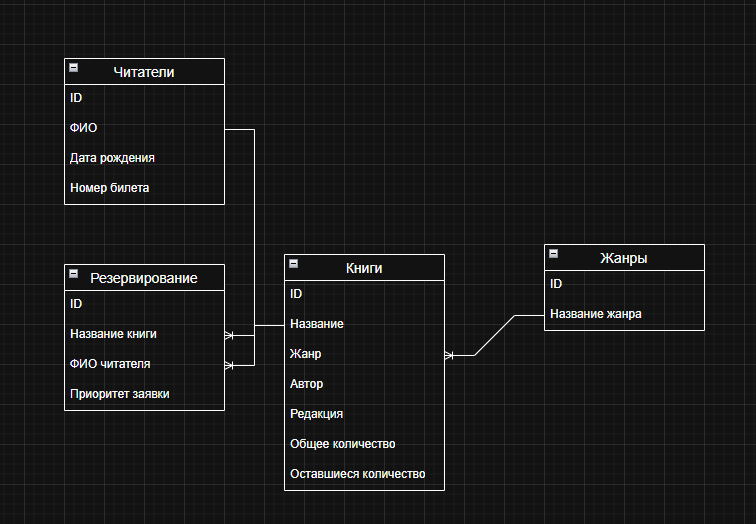 Читатели
ID
ФИО
Дата рождения
Номер билета
Резервирование
ID
Название книги
ФИО читателя
Приоритет заявки
Книги
ID
Название
Жанр
Автор
Редакция
Общее количество
Оставшиеся количество
Жанры
ID
Название жанра